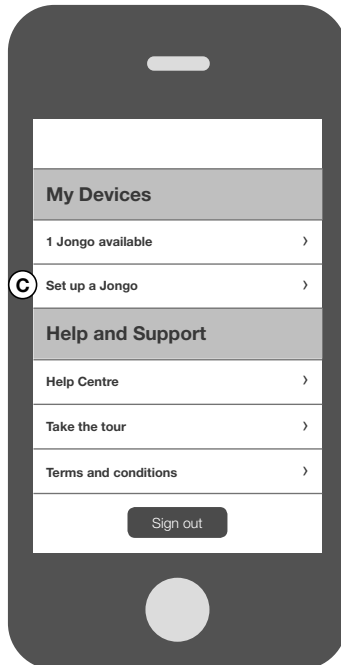 My Devices
1 Jongo available
C Set up a Jongo
Help and Support
Help Centre
Take the tour
Terms and conditions
Sign out